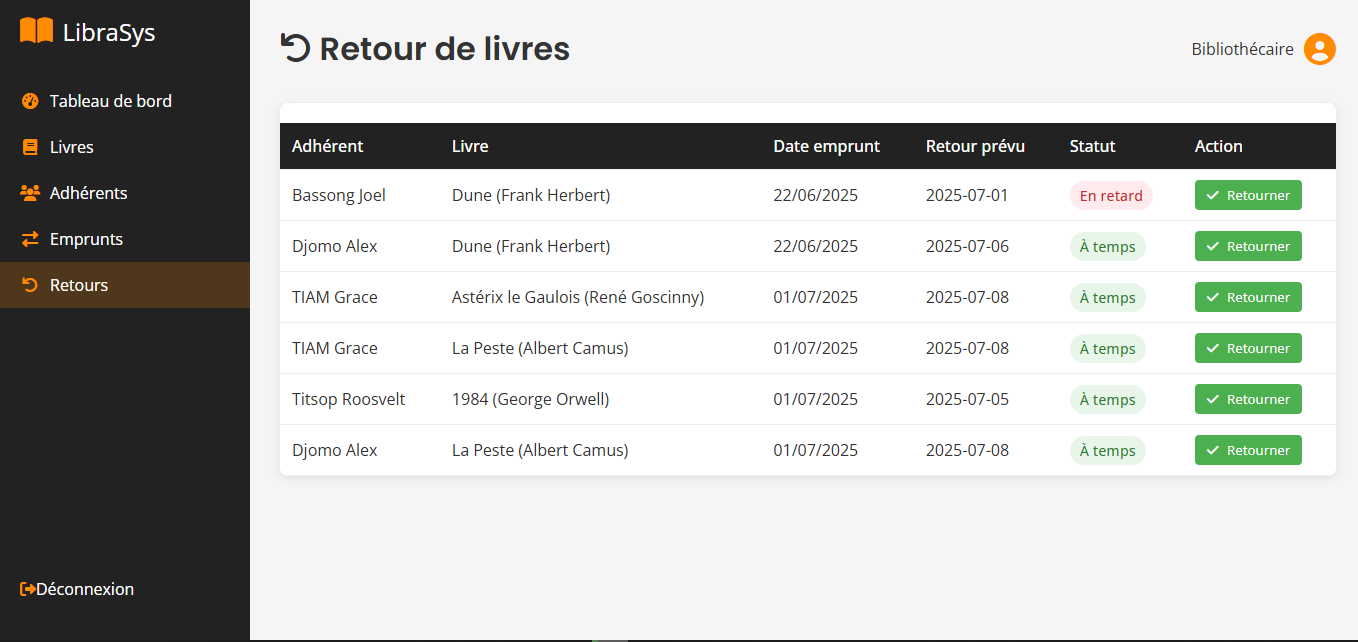 LibraSys
Tableau de bord
Livres
Adhérents
Emprunts
Retours
Déconnexion
Retour de livres
Bibliothécaire
Adhérent Livre Date emprunt Retour prévu Statut Action
Bassong Joel Dune (Frank Herbert) 22/06/2025 2025-07-01 En retard Retourner
Djomo Alex Dune (Frank Herbert) 22/06/2025 2025-07-06 À temps Retourner
TIAM Grace Astérix le Gaulois (René Goscinny) 01/07/2025 2025-07-08 À temps Retourner
TIAM Grace La Peste (Albert Camus) 01/07/2025 2025-07-08 À temps Retourner
Titsop Roosvelt 1984 (George Orwell) 01/07/2025 2025-07-05 À temps Retourner
Djomo Alex La Peste (Albert Camus) 01/07/2025 2025-07-08 À temps Retourner